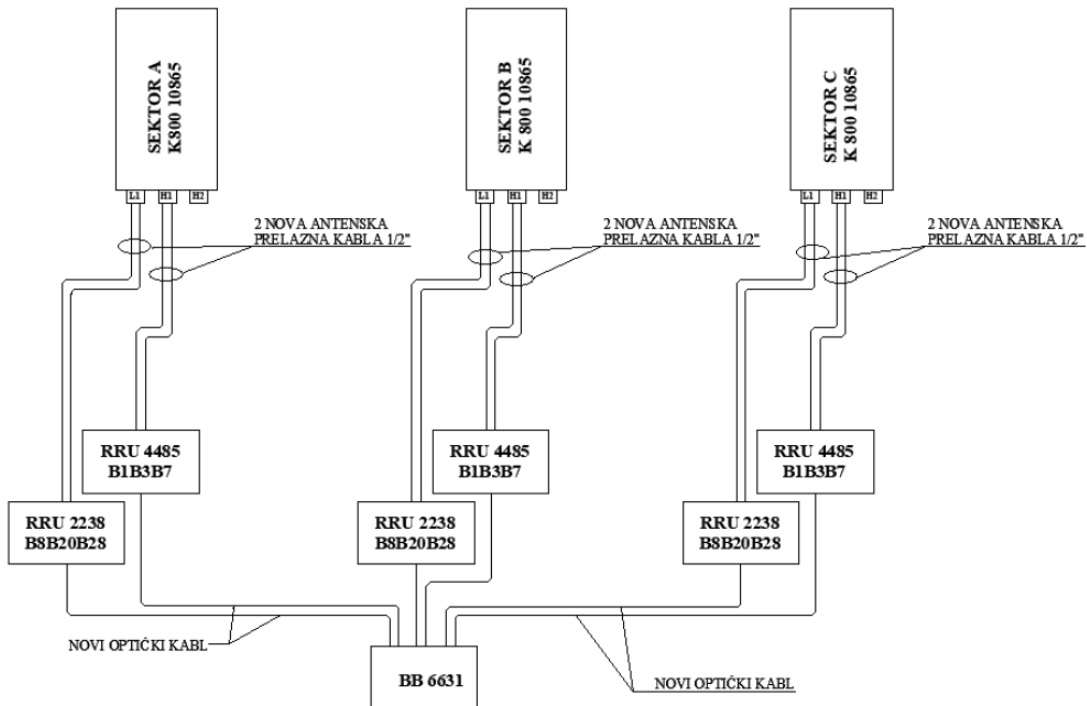 SEKTOR A
K800 10865
SEKTOR B
K 800 10865
SEKTOR C
K 800 10865
L1 H1 H2
L1 H1 H2
L1 H1 H2
2 NOVA ANTENSKA
PRELAZNA KABLA 1/2"
2 NOVA ANTENSKA
PRELAZNA KABLA 1/2"
2 NOVA ANTENSKA
PRELAZNA KABLA 1/2"
RRU 4485
B1B3B7
RRU 4485
B1B3B7
RRU 4485
B1B3B7
RRU 2238
B8B20B28
RRU 2238
B8B20B28
RRU 2238
B8B20B28
NOVI OPTIČKI KABL
BB 6631
NOVI OPTIČKI KABL